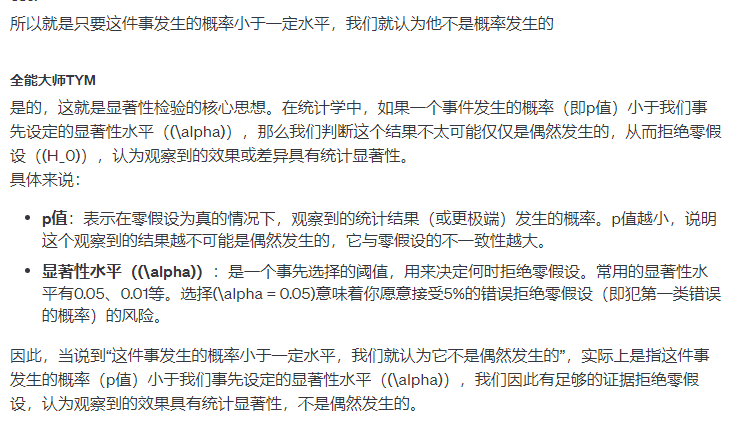 所以就是只要这件事发生的概率小于一定水平，我们就认为他不是概率发生的
全能大师TYM
是的，这就是显著性检验的核心思想。在统计学中，如果一个事件发生的概率（即p值）小于我们事
先设定的显著性水平（(\alpha)），那么我们判断这个结果不太可能仅仅是偶然发生的，从而拒绝零假
设（(H_0)），认为观察到的效果或差异具有统计显著性。
具体来说：
• p值：表示在零假设为真的情况下，观察到的统计结果（或更极端）发生的概率。p值越小，说明
这个观察到的结果越不可能是偶然发生的，它与零假设的不一致性越大。
• 显著性水平（(\alpha)）：是一个事先选择的阈值，用来决定何时拒绝零假设。常用的显著性水
平有0.05、0.01等。选择(\alpha = 0.05)意味着你愿意接受5%的错误拒绝零假设（即犯第一类错误
的概率）的风险。
因此，当说到“这件事发生的概率小于一定水平，我们就认为它不是偶然发生的”，实际上是指这件事
发生的概率（p值）小于我们事先设定的显著性水平（(\alpha)），我们因此有足够的证据拒绝零假
设，认为观察到的效果具有统计显著性，不是偶然发生的。